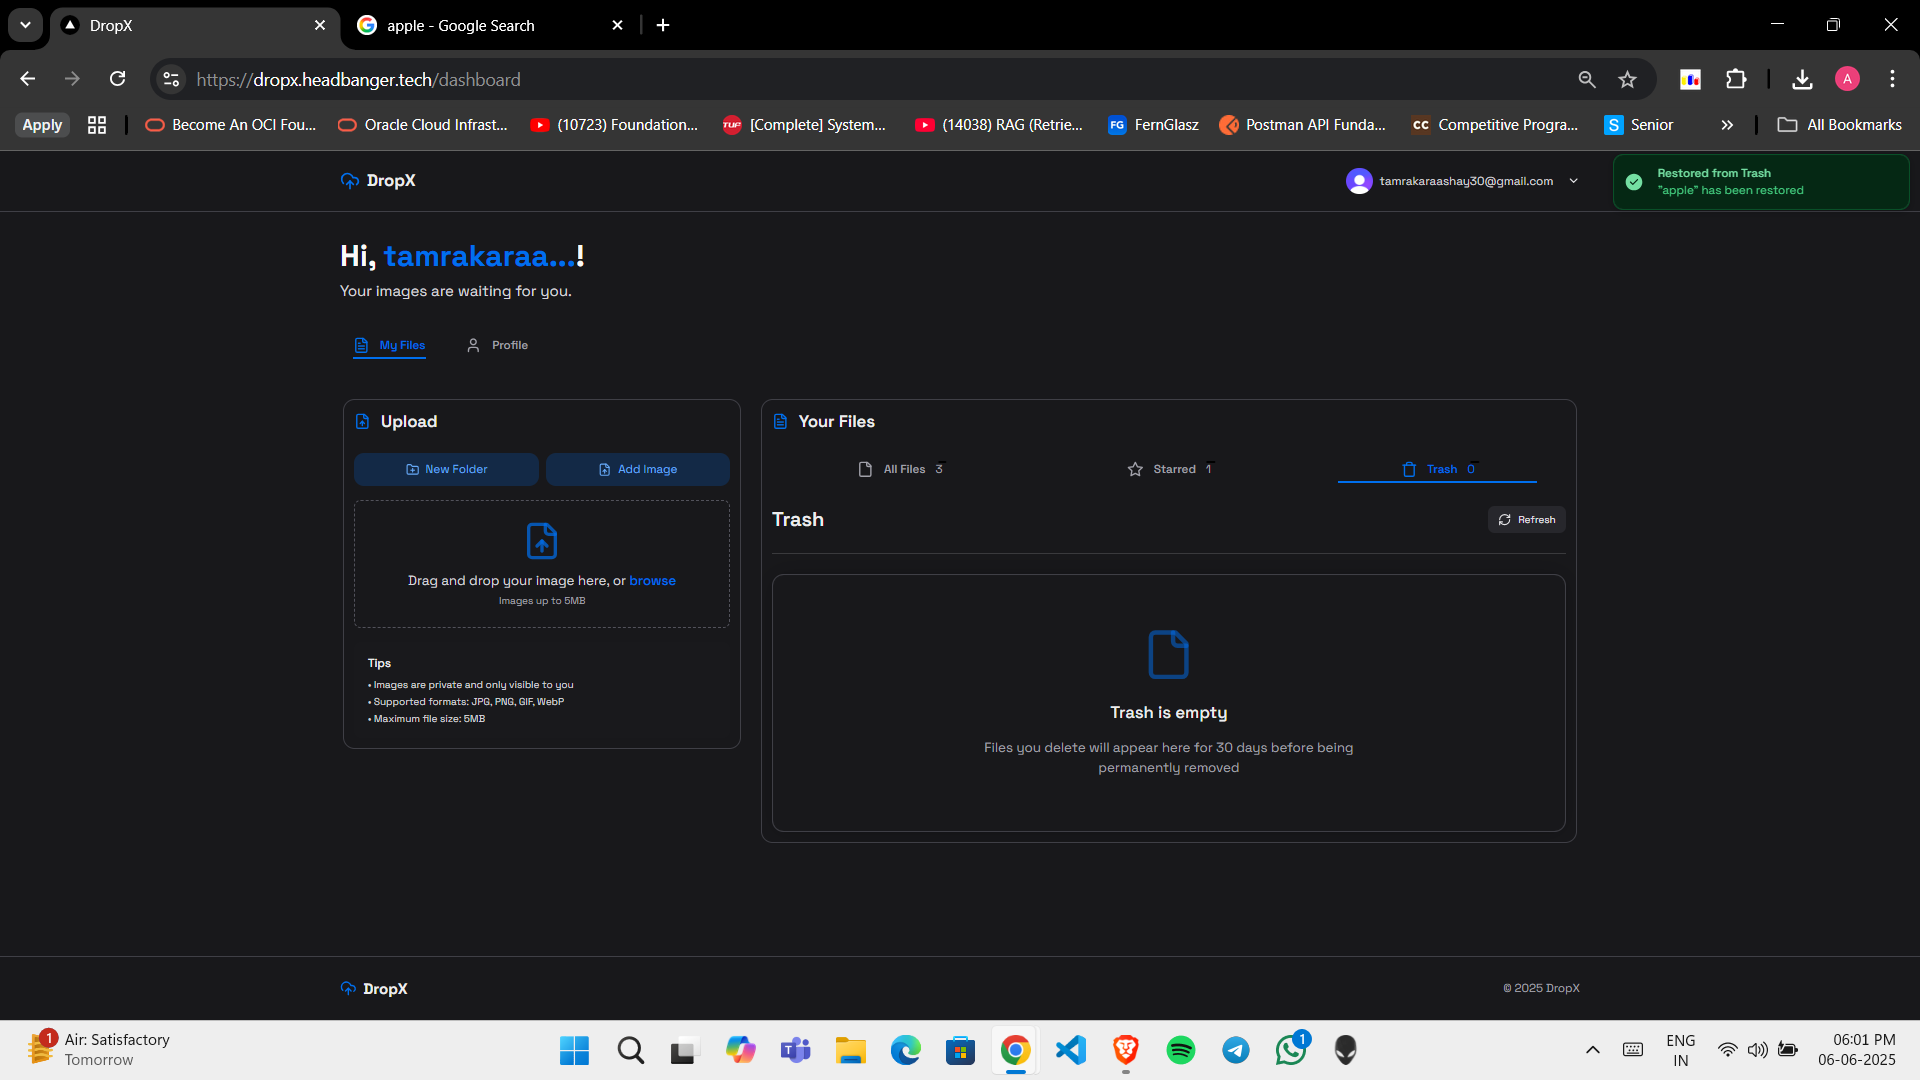 DropX
apple - Google Search
https://dropx.headbanger.tech/dashboard
A
Apply
Become An OCI Fou...
Oracle Cloud Infrast...
(10723) Foundation...
TUF
[Complete] System...
(14038) RAG (Retrie...
FG
FernGlasz
Postman API Funda...
CC
Competitive Progra...
S
Senior
All Bookmarks
DropX
tamrakaraashay30@gmail.com
Restored from Trash
"apple" has been restored
Hi, tamrakaraa...!
Your images are waiting for you.
My Files
Profile
Upload
New Folder
Add Image
Drag and drop your image here, or browse
Images up to 5MB
Tips
• Images are private and only visible to you
• Supported formats: JPG, PNG, GIF, WebP
• Maximum file size: 5MB
Your Files
All Files 3
Starred 1
Trash 0
Trash
Refresh
Trash is empty
Files you delete will appear here for 30 days before being
permanently removed
DropX
© 2025 DropX
1
Air: Satisfactory
Tomorrow
1
ENG
IN
06:01 PM
06-06-2025